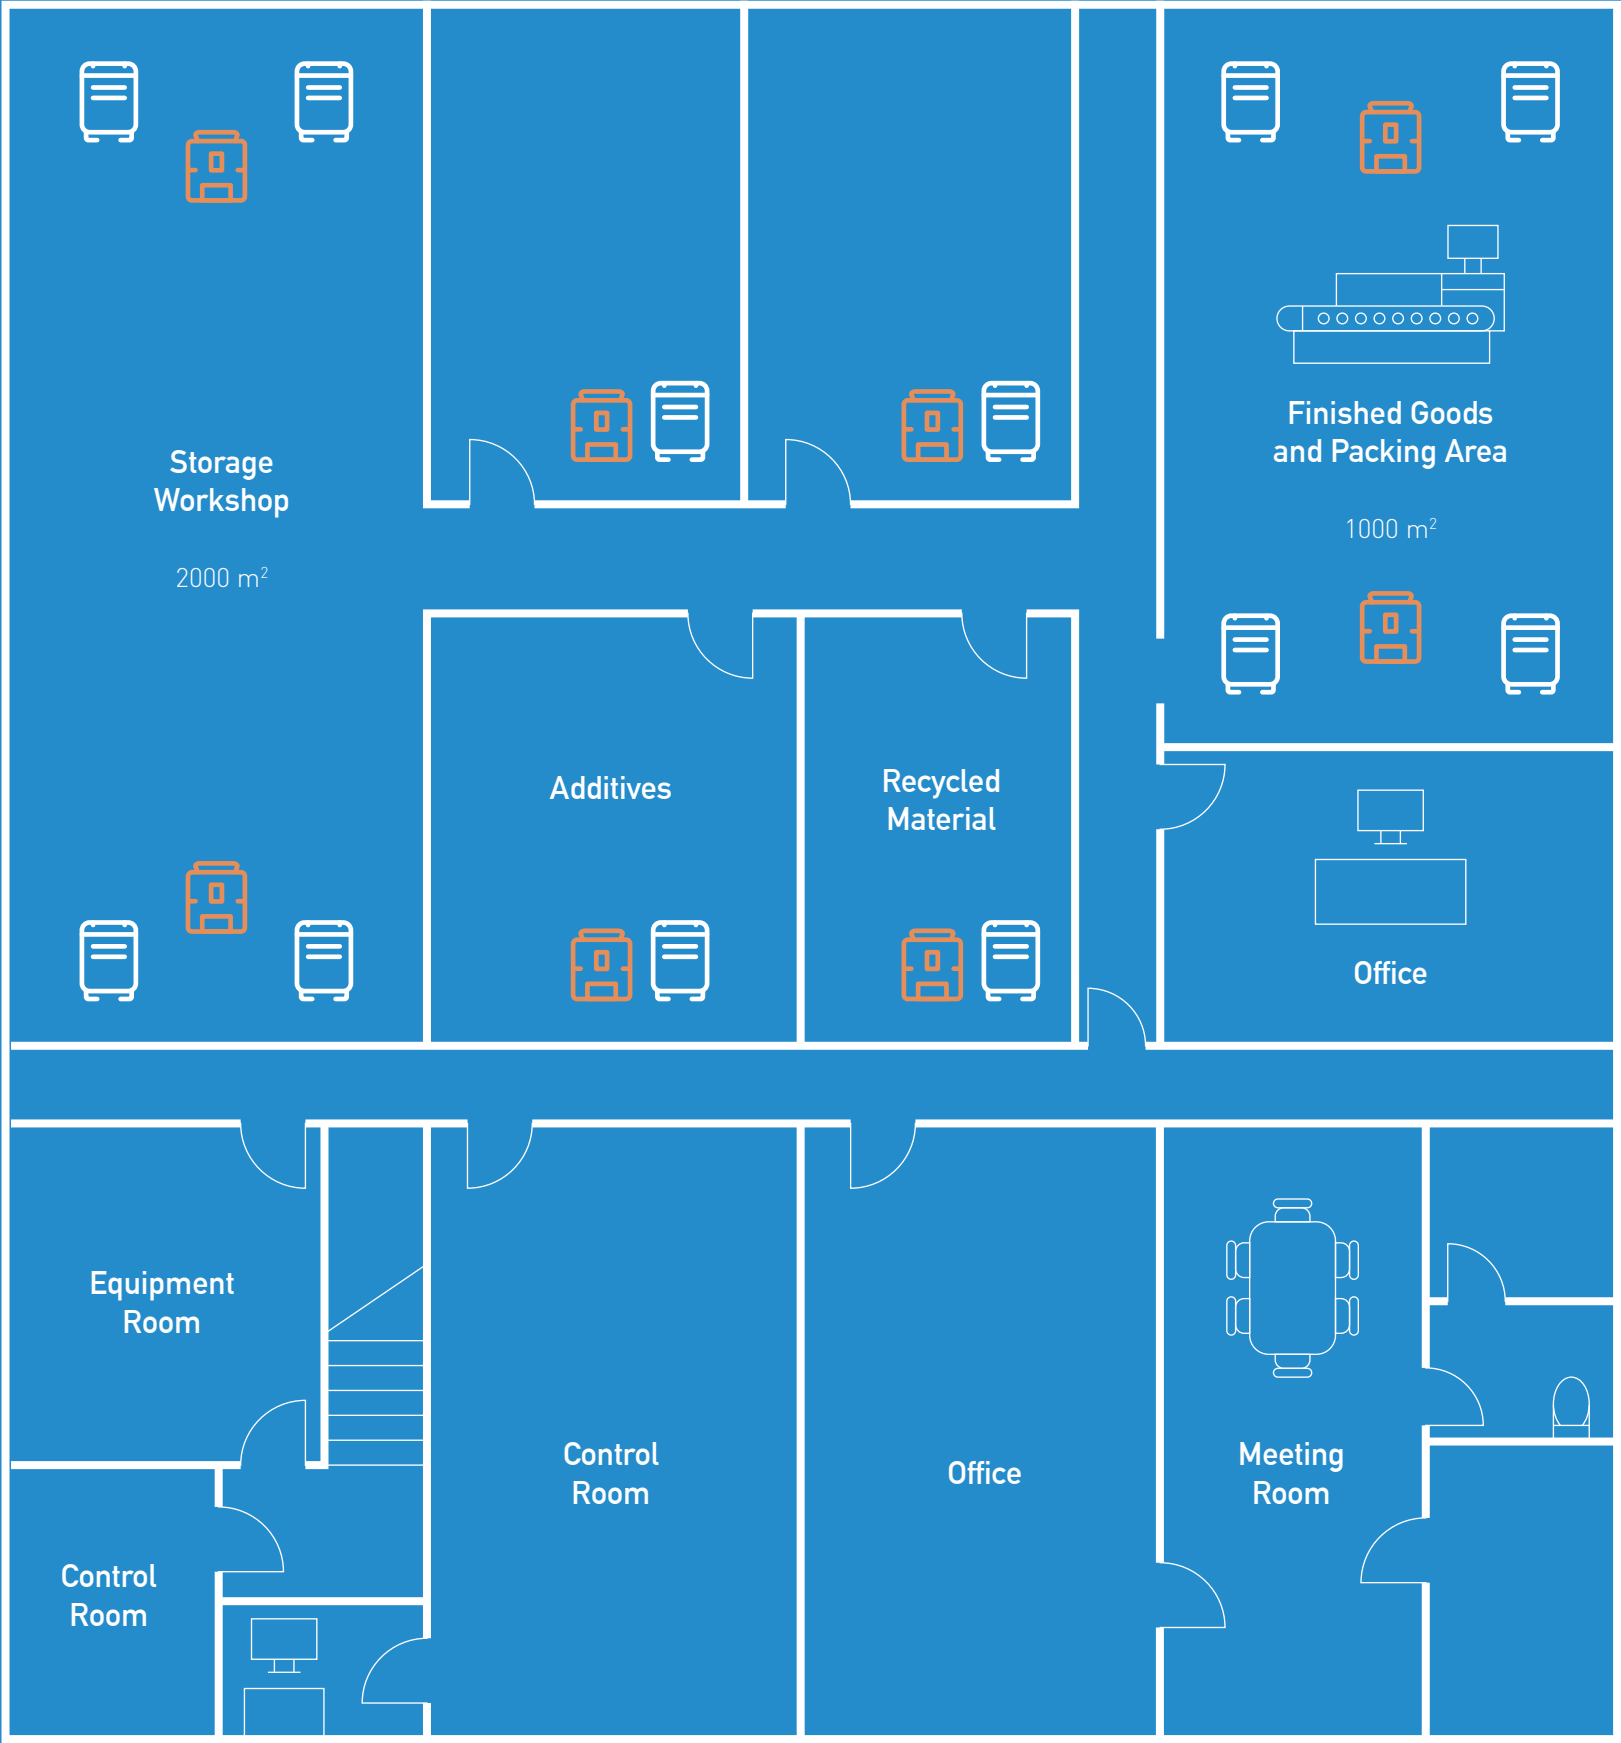 Storage
Workshop
2000 m²
Finished Goods
and Packing Area
1000 m²
Additives
Recycled
Material
Office
Equipment
Room
Control
Room
Control
Room
Office
Meeting
Room